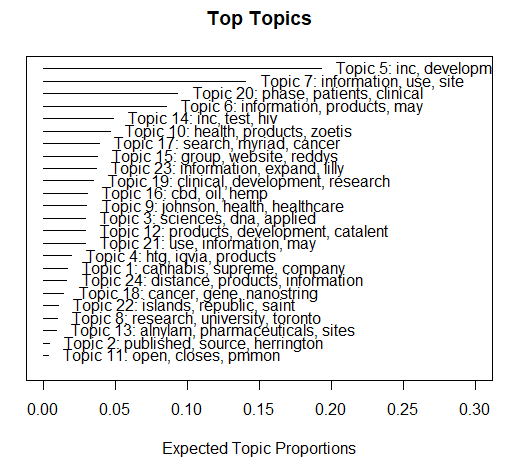 Top Topics
Topic 5: inc, developm
Topic 7: information, use, site
Topic 20: phase, patients, clinical
Topic 6: information, products, may
Topic 14: inc, test, hiv
Topic 10: health, products, zoetis
Topic 17: search, myriad, cancer
Topic 15: group, website, reddys
Topic 23: information, expand, lilly
Topic 19: clinical, development, research
Topic 16: cbd, oil, hemp
Topic 9: johnson, health, healthcare
Topic 3: sciences, dna, applied
Topic 12: products, development, catalent
Topic 21: use, information, may
Topic 4: htg, iqvia, products
Topic 1: cannabis, supreme, company
Topic 24: distance, products, information
Topic 18: cancer, gene, nanostring
Topic 22: islands, republic, saint
Topic 8: research, university, toronto
Topic 13: alnylam, pharmaceuticals, sites
Topic 2: published, source, herrington
Topic 11: open, closes, pmmon
0.00 0.05 0.10 0.15 0.20 0.25 0.30
Expected Topic Proportions